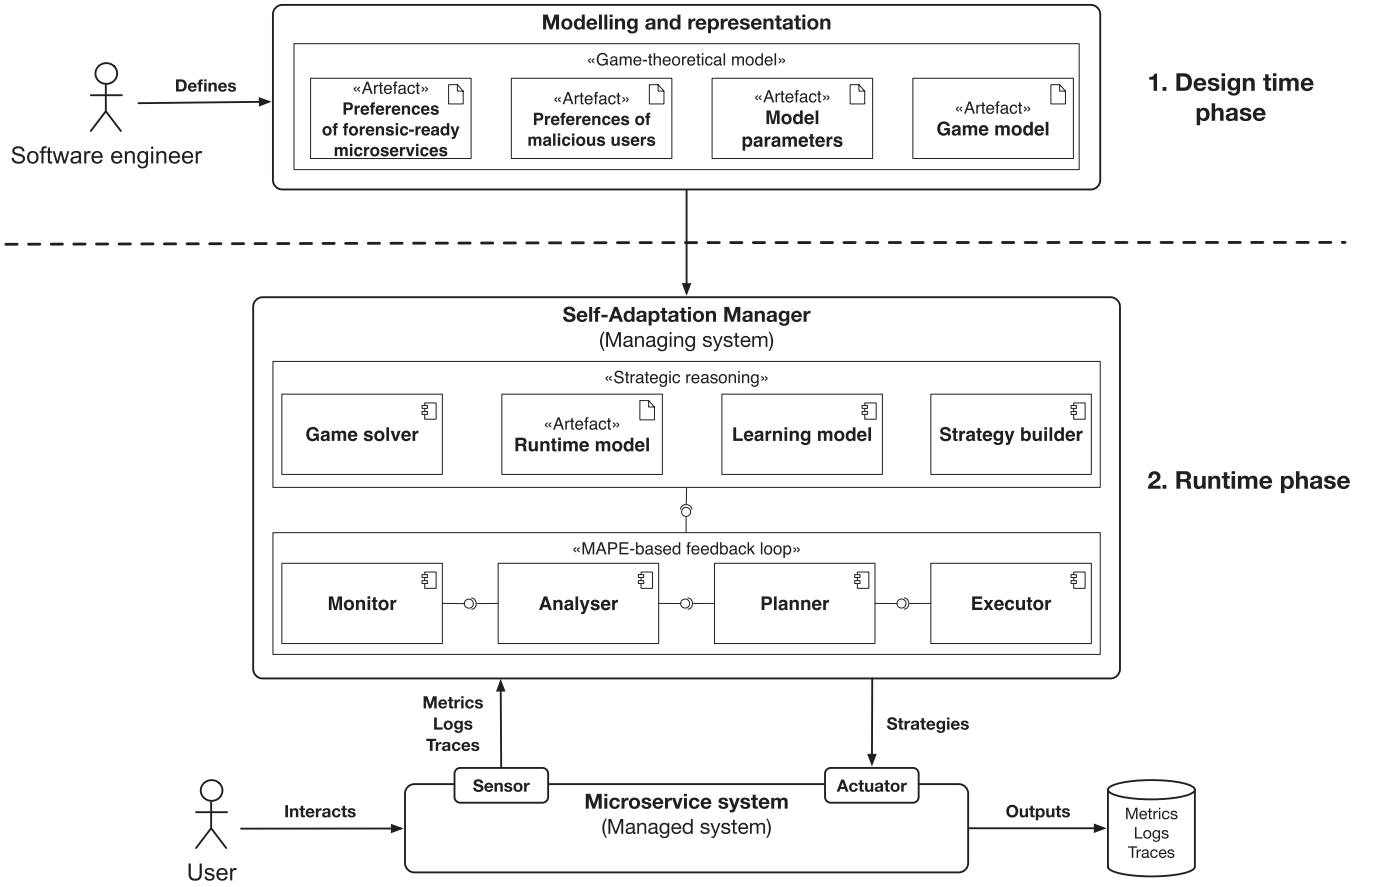 Modelling and representation
«Game-theoretical model»
Defines
«Artefact»
Preferences
of forensic-ready
microservices
«Artefact»
Preferences of
malicious users
«Artefact»
Model
parameters
«Artefact»
Game model
1. Design time
phase
Software engineer
Self-Adaptation Manager
(Managing system)
«Strategic reasoning»
Game solver
«Artefact»
Runtime model
Learning model
Strategy builder
2. Runtime phase
«MAPE-based feedback loop»
Monitor
Analyser
Planner
Executor
Metrics
Logs
Traces
Strategies
Sensor
Actuator
Interacts
Microservice system
(Managed system)
Outputs
Metrics
Logs
Traces
User